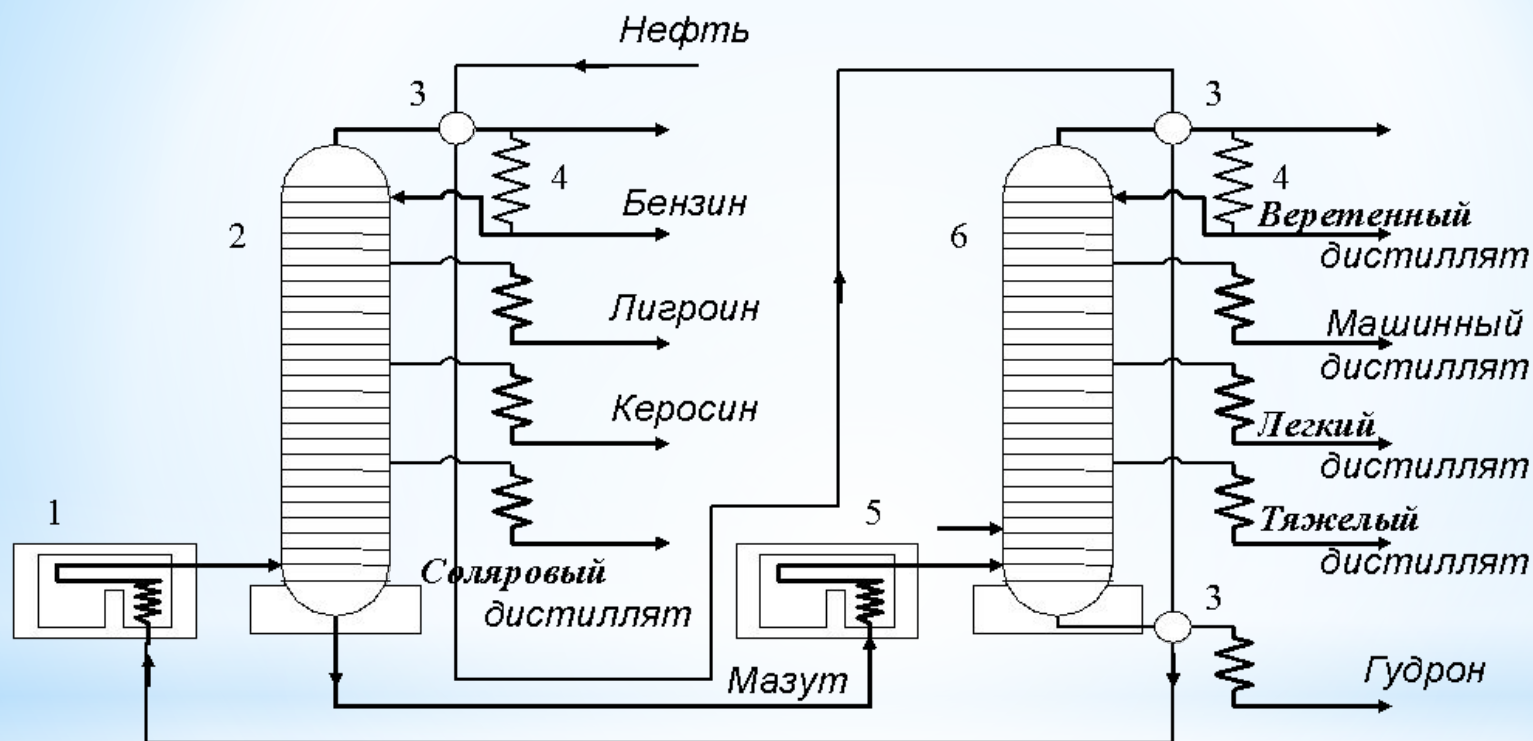 Нефть
3
3
4
4
Бензин
Веретенный
дистиллят
2
6
Лигроин
Машинный
дистиллят
Керосин
Легкий
дистиллят
1
5
Тяжелый
дистиллят
Соляровый
дистиллят
3
Мазут
Гудрон